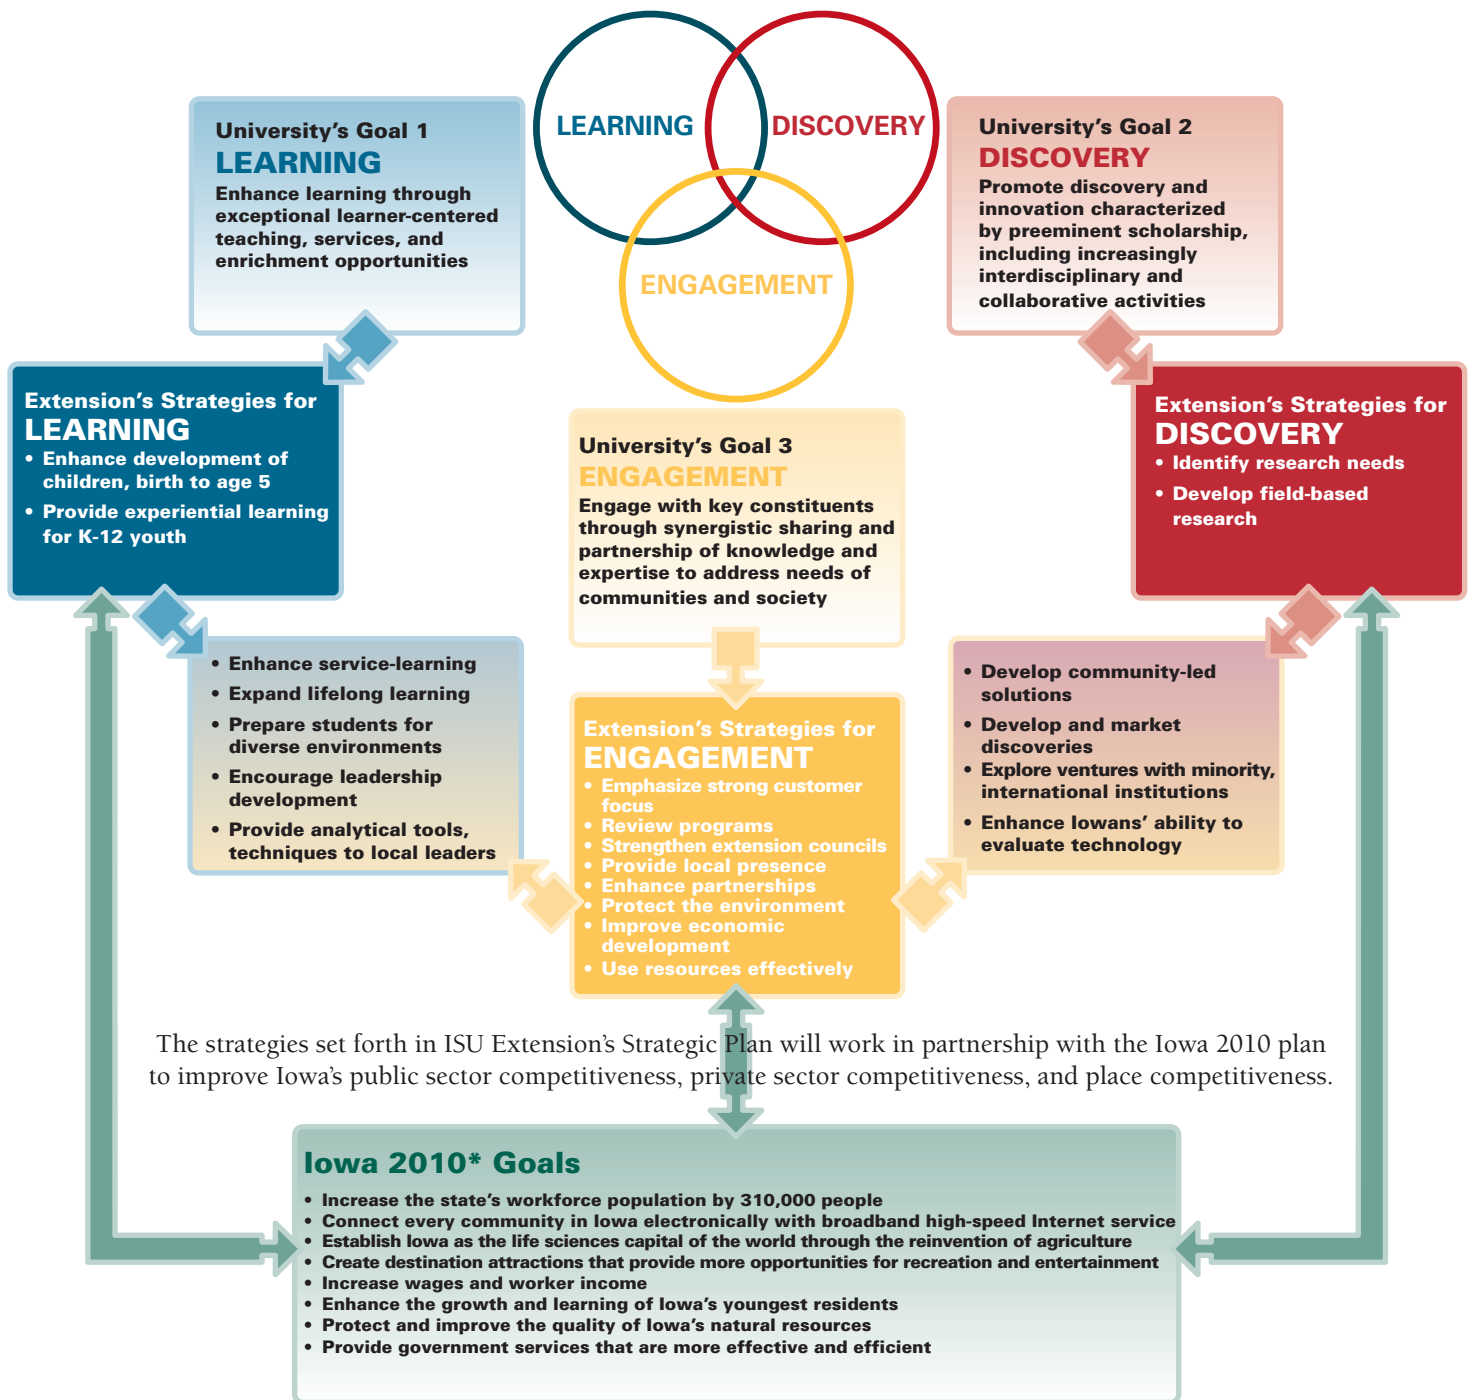 LEARNING
DISCOVERY
ENGAGEMENT
University's Goal 1
LEARNING
Enhance learning through
exceptional learner-centered
teaching, services, and
enrichment opportunities
University's Goal 2
DISCOVERY
Promote discovery and
innovation characterized
by preeminent scholarship,
including increasingly
interdisciplinary and
collaborative activities
Extension's Strategies for
LEARNING
• Enhance development of
children, birth to age 5
• Provide experiential learning
for K-12 youth
University's Goal 3
ENGAGEMENT
Engage with key constituents
through synergistic sharing and
partnership of knowledge and
expertise to address needs of
communities and society
Extension's Strategies for
DISCOVERY
• Identify research needs
• Develop field-based
research
• Enhance service-learning
• Expand lifelong learning
• Prepare students for
diverse environments
• Encourage leadership
development
• Provide analytical tools,
techniques to local leaders
Extension's Strategies for
ENGAGEMENT
• Emphasize strong customer
focus
• Review programs
• Strengthen extension councils
• Provide local presence
• Enhance partnerships
• Protect the environment
• Improve economic
development
• Use resources effectively
• Develop community-led
solutions
• Develop and market
discoveries
• Explore ventures with minority,
international institutions
• Enhance Iowans' ability to
evaluate technology
The strategies set forth in ISU Extension's Strategic Plan will work in partnership with the Iowa 2010 plan
to improve Iowa's public sector competitiveness, private sector competitiveness, and place competitiveness.
Iowa 2010* Goals
• Increase the state's workforce population by 310,000 people
• Connect every community in Iowa electronically with broadband high-speed Internet service
• Establish Iowa as the life sciences capital of the world through the reinvention of agriculture
• Create destination attractions that provide more opportunities for recreation and entertainment
• Increase wages and worker income
• Enhance the growth and learning of Iowa's youngest residents
• Protect and improve the quality of Iowa's natural resources
• Provide government services that are more effective and efficient